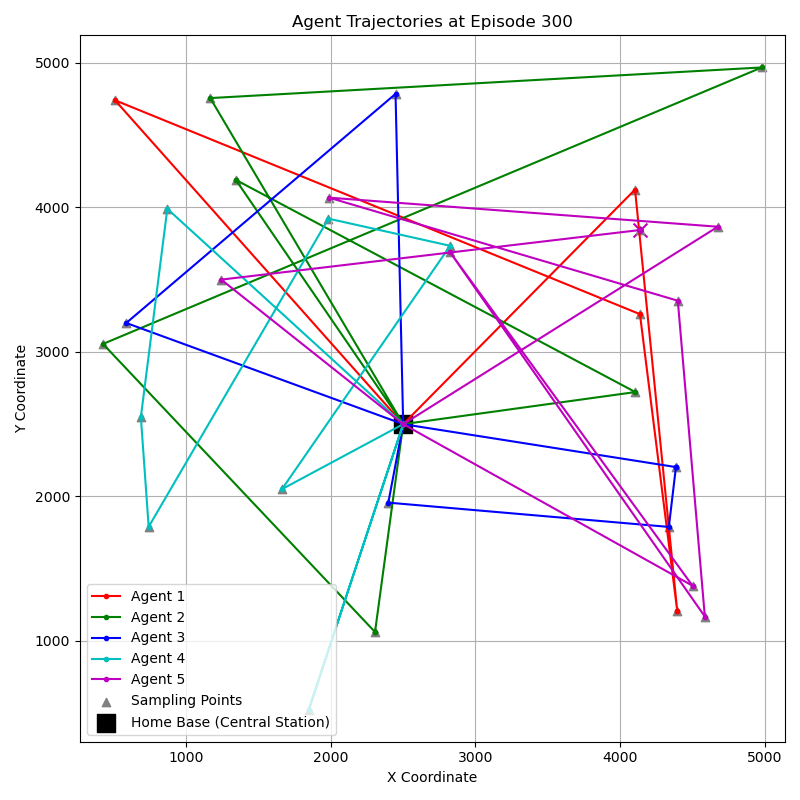 Agent Trajectories at Episode 300
5000
4000
3000
2000
1000
Y Coordinate
Agent 1
Agent 2
Agent 3
Agent 4
Agent 5
Sampling Points
Home Base (Central Station)
1000 2000 3000 4000 5000
X Coordinate